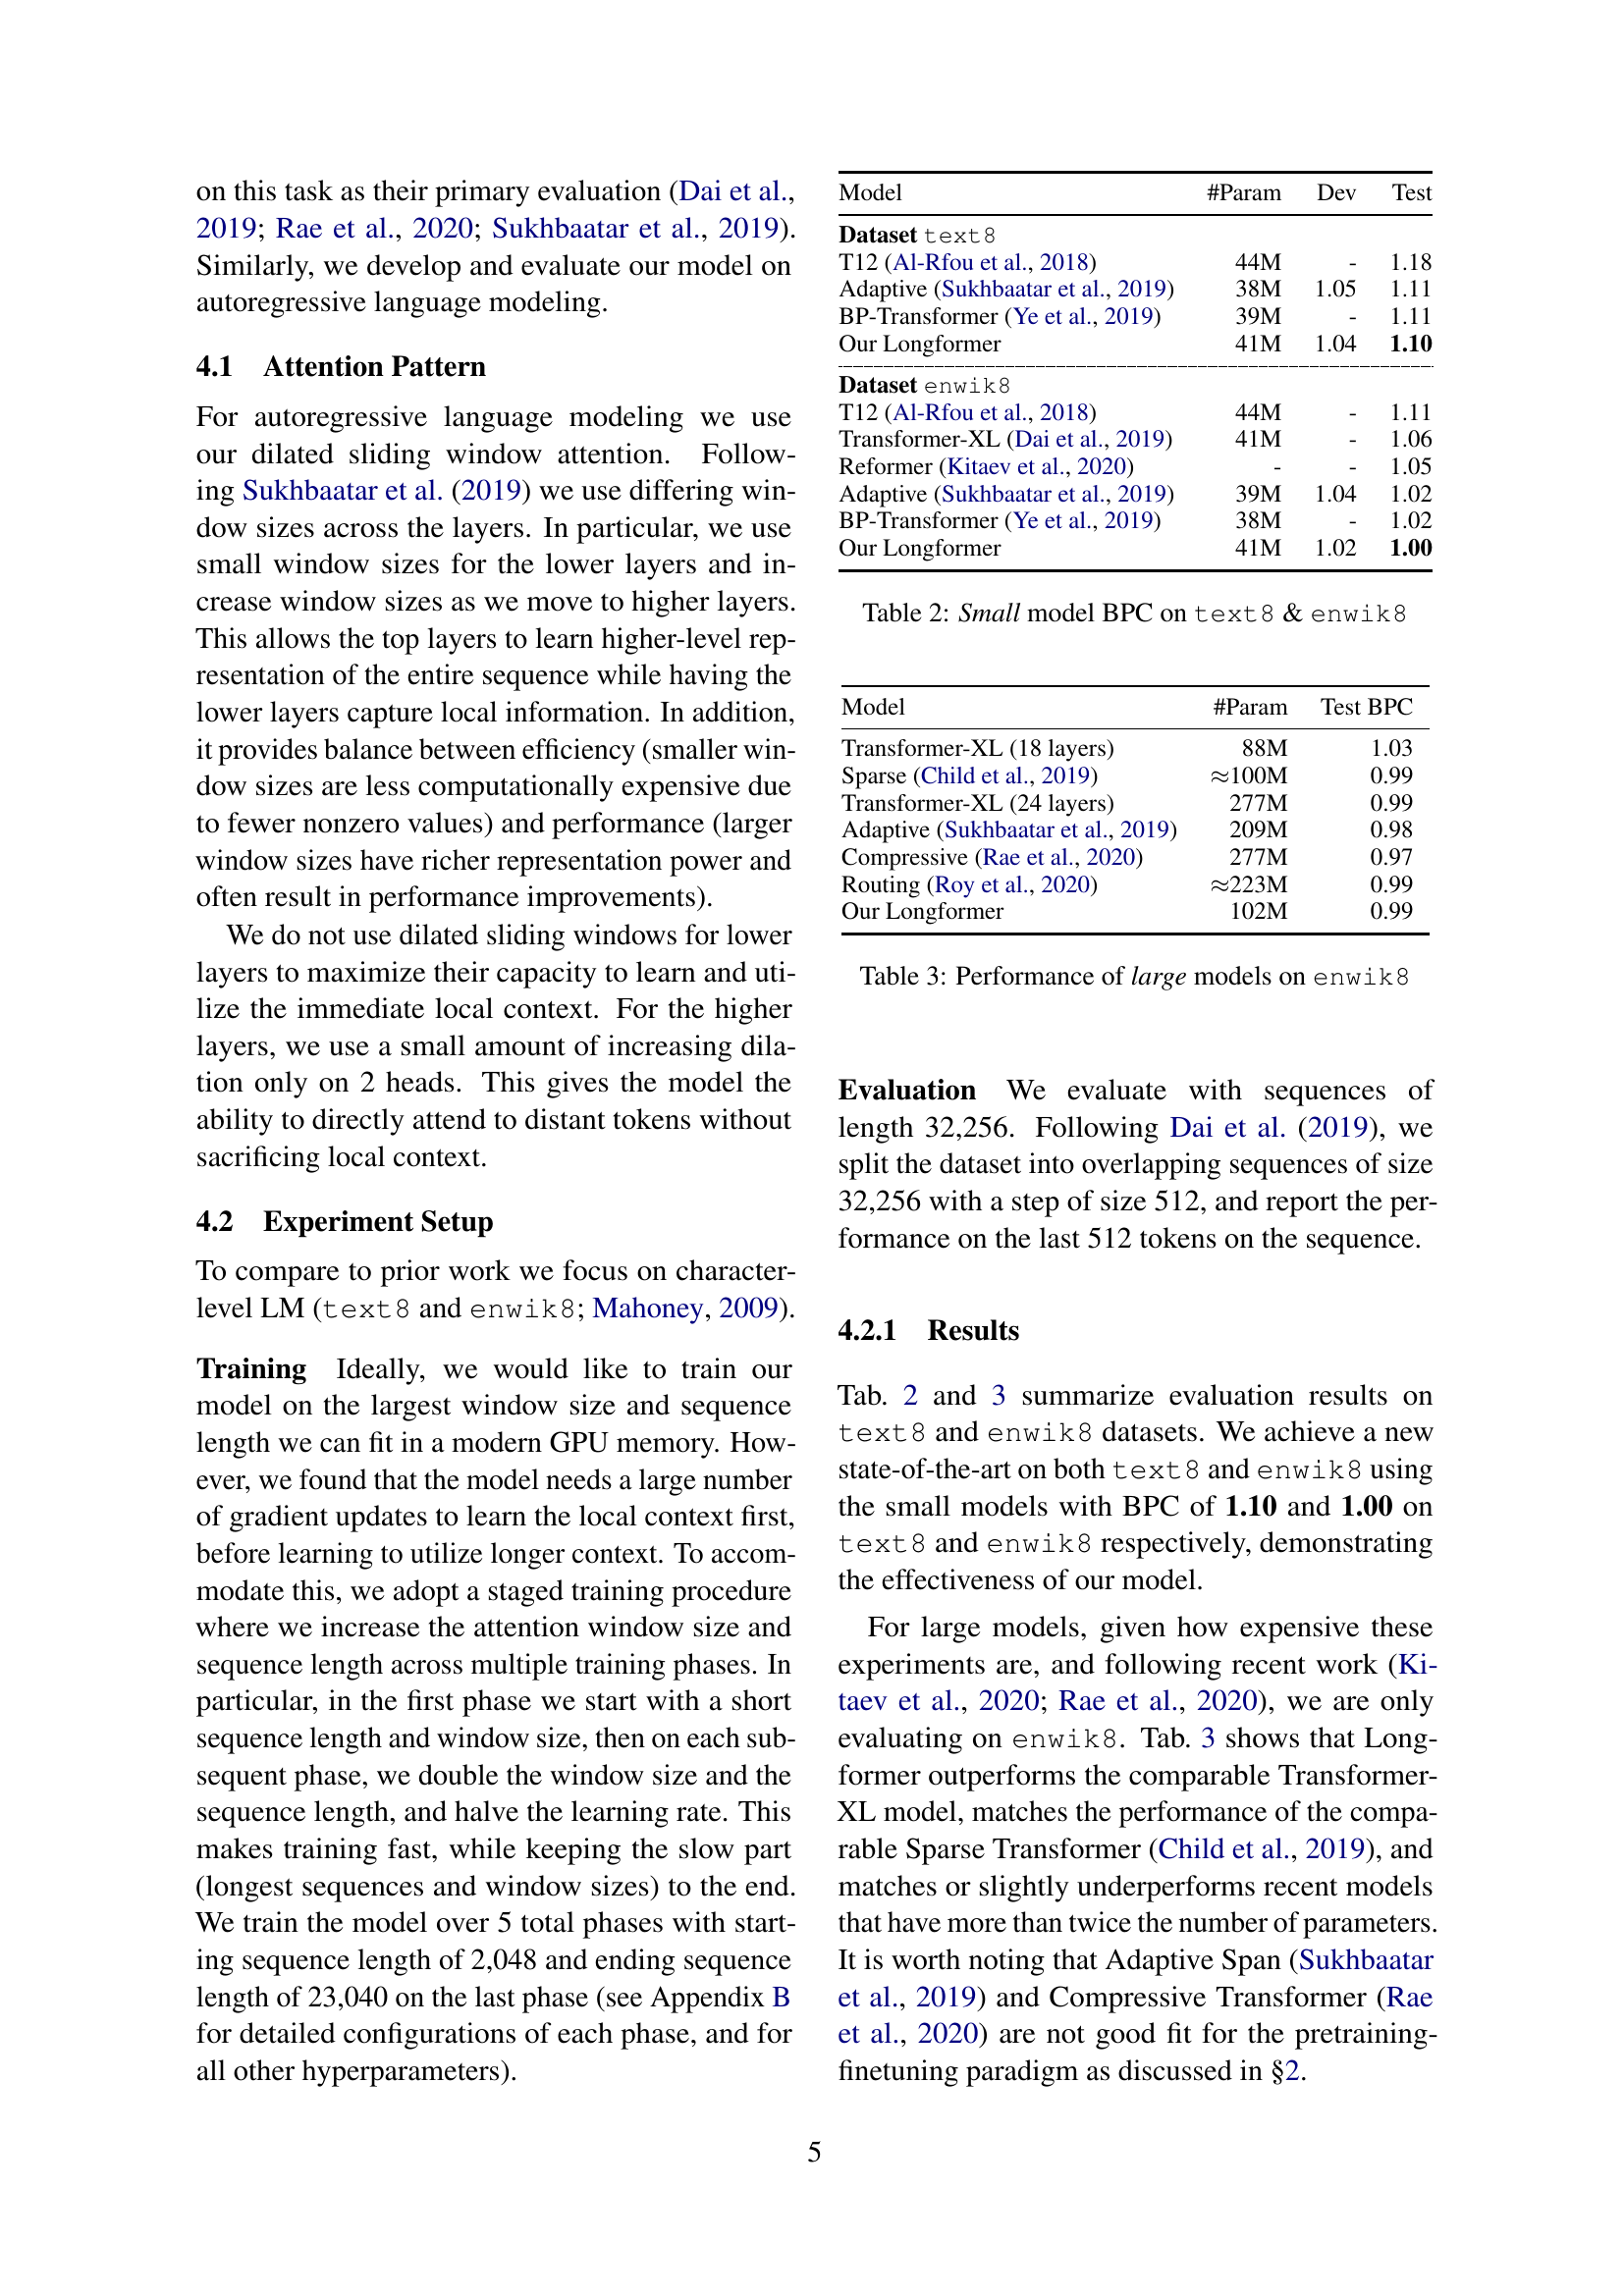 on this task as their primary evaluation (Dai et al.,
2019; Rae et al., 2020; Sukhbaatar et al., 2019).
Similarly, we develop and evaluate our model on
autoregressive language modeling.
4.1 Attention Pattern
For autoregressive language modeling we use
our dilated sliding window attention. Follow-
ing Sukhbaatar et al. (2019) we use differing win-
dow sizes across the layers. In particular, we use
small window sizes for the lower layers and in-
crease window sizes as we move to higher layers.
This allows the top layers to learn higher-level rep-
resentation of the entire sequence while having the
lower layers capture local information. In addition,
it provides balance between efficiency (smaller win-
dow sizes are less computationally expensive due
to fewer nonzero values) and performance (larger
window sizes have richer representation power and
often result in performance improvements).
We do not use dilated sliding windows for lower
layers to maximize their capacity to learn and uti-
lize the immediate local context. For the higher
layers, we use a small amount of increasing dila-
tion only on 2 heads. This gives the model the
ability to directly attend to distant tokens without
sacrificing local context.
4.2 Experiment Setup
To compare to prior work we focus on character-
level LM (text8 and enwik8; Mahoney, 2009).
Training Ideally, we would like to train our
model on the largest window size and sequence
length we can fit in a modern GPU memory. How-
ever, we found that the model needs a large number
of gradient updates to learn the local context first,
before learning to utilize longer context. To accom-
modate this, we adopt a staged training procedure
where we increase the attention window size and
sequence length across multiple training phases. In
particular, in the first phase we start with a short
sequence length and window size, then on each sub-
sequent phase, we double the window size and the
sequence length, and halve the learning rate. This
makes training fast, while keeping the slow part
(longest sequences and window sizes) to the end.
We train the model over 5 total phases with start-
ing sequence length of 2,048 and ending sequence
length of 23,040 on the last phase (see Appendix B
for detailed configurations of each phase, and for
all other hyperparameters).
Model #Param Dev Test
Dataset text8
T12 (Al-Rfou et al., 2018) 44M - 1.18
Adaptive (Sukhbaatar et al., 2019) 38M 1.05 1.11
BP-Transformer (Ye et al., 2019) 39M - 1.11
Our Longformer 41M 1.04 1.10
Dataset enwik8
T12 (Al-Rfou et al., 2018) 44M - 1.11
Transformer-XL (Dai et al., 2019) 41M - 1.06
Reformer (Kitaev et al., 2020) - - 1.05
Adaptive (Sukhbaatar et al., 2019) 39M 1.04 1.02
BP-Transformer (Ye et al., 2019) 38M - 1.02
Our Longformer 41M 1.02 1.00
Table 2: Small model BPC on text8 & enwik8
Model #Param Test BPC
Transformer-XL (18 layers) 88M 1.03
Sparse (Child et al., 2019) ≈100M 0.99
Transformer-XL (24 layers) 277M 0.99
Adaptive (Sukhbaatar et al., 2019) 209M 0.98
Compressive (Rae et al., 2020) 277M 0.97
Routing (Roy et al., 2020) ≈223M 0.99
Our Longformer 102M 0.99
Table 3: Performance of large models on enwik8
Evaluation We evaluate with sequences of
length 32,256. Following Dai et al. (2019), we
split the dataset into overlapping sequences of size
32,256 with a step of size 512, and report the per-
formance on the last 512 tokens on the sequence.
4.2.1 Results
Tab. 2 and 3 summarize evaluation results on
text8 and enwik8 datasets. We achieve a new
state-of-the-art on both text8 and enwik8 using
the small models with BPC of 1.10 and 1.00 on
text8 and enwik8 respectively, demonstrating
the effectiveness of our model.
For large models, given how expensive these
experiments are, and following recent work (Ki-
taev et al., 2020; Rae et al., 2020), we are only
evaluating on enwik8. Tab. 3 shows that Long-
former outperforms the comparable Transformer-
XL model, matches the performance of the compa-
rable Sparse Transformer (Child et al., 2019), and
matches or slightly underperforms recent models
that have more than twice the number of parameters.
It is worth noting that Adaptive Span (Sukhbaatar
et al., 2019) and Compressive Transformer (Rae
et al., 2020) are not good fit for the pretraining-
finetuning paradigm as discussed in §2.
5